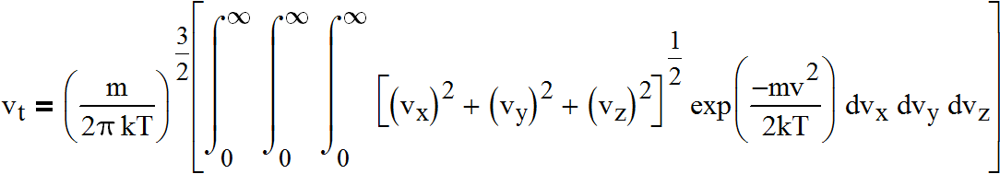 v_t = (m / 2π kT)^(3/2) [ ∫_0^∞ ∫_0^∞ ∫_0^∞ [(v_x)^2 + (v_y)^2 + (v_z)^2]^(1/2) exp(-mv^2 / 2kT) dv_x dv_y dv_z ]